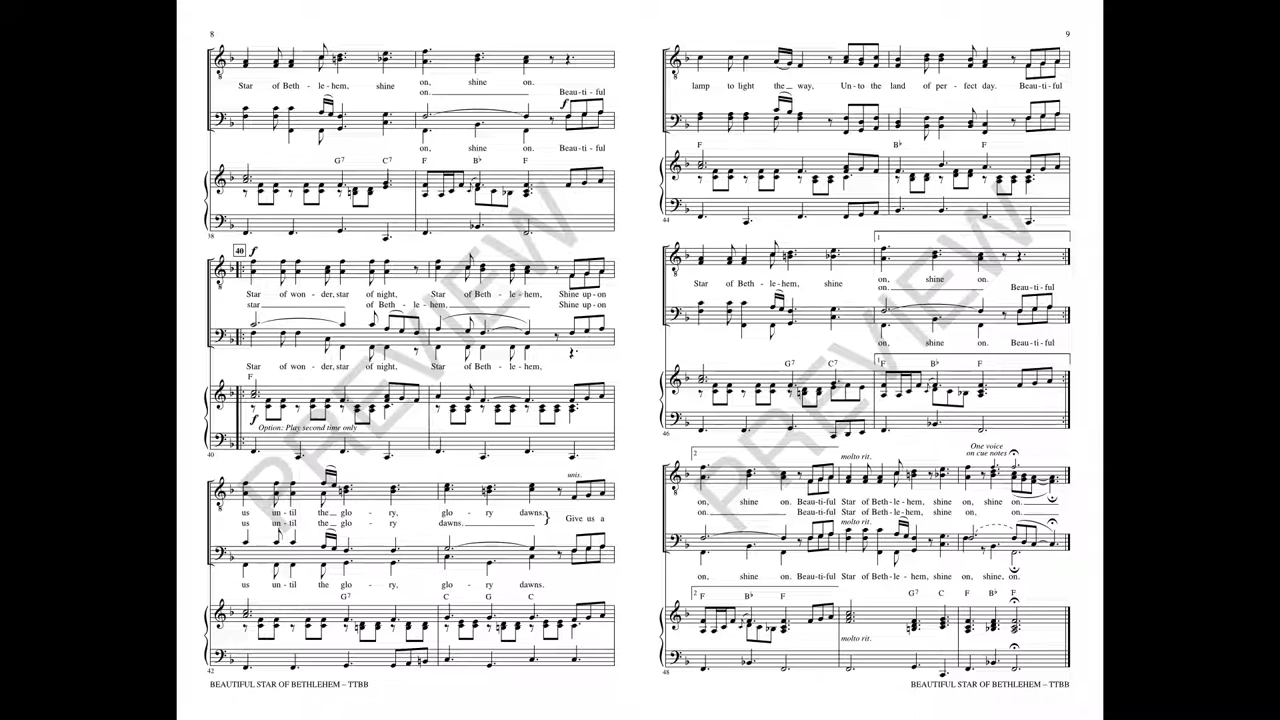 8
Star of Beth - le - hem, shine on, shine on.
on. Beau - ti - ful
f
on, shine on. Beau - ti - ful
G7 C7 F B♭ F
38
40 f
Star of won - der, star of night, Star of Beth - le - hem, Shine up - on
star of Beth - le - hem, Shine up - on
Star of won - der, star of night, Star of Beth - le - hem,
F
f
Option: Play second time only
40
unis.
us un - til the glo - ry, glo - ry dawns. } Give us a
us un - til the glo - ry dawns.
us un - til the glo - ry, glo - ry dawns.
G7 C G C
42
BEAUTIFUL STAR OF BETHLEHEM – TTBB
9
lamp to light the way, Un - to the land of per - fect day. Beau - ti - ful
F B♭ F
44
1
Star of Beth - le - hem, shine on, shine on.
on. Beau - ti - ful
on, shine on. Beau - ti - ful
G7 C7 1 F B♭ F
46
2 molto rit. One voice
on cue notes
on, shine on. Beau - ti - ful Star of Beth - le - hem, shine on, shine on.
on. Beau - ti - ful Star of Beth - le - hem, shine on, on.
molto rit.
on, shine on. Beau - ti - ful Star of Beth - le - hem, shine on, shine, on.
2 F B♭ F G7 C F B♭ F
molto rit.
48
BEAUTIFUL STAR OF BETHLEHEM – TTBB
PREVIEW
PREVIEW